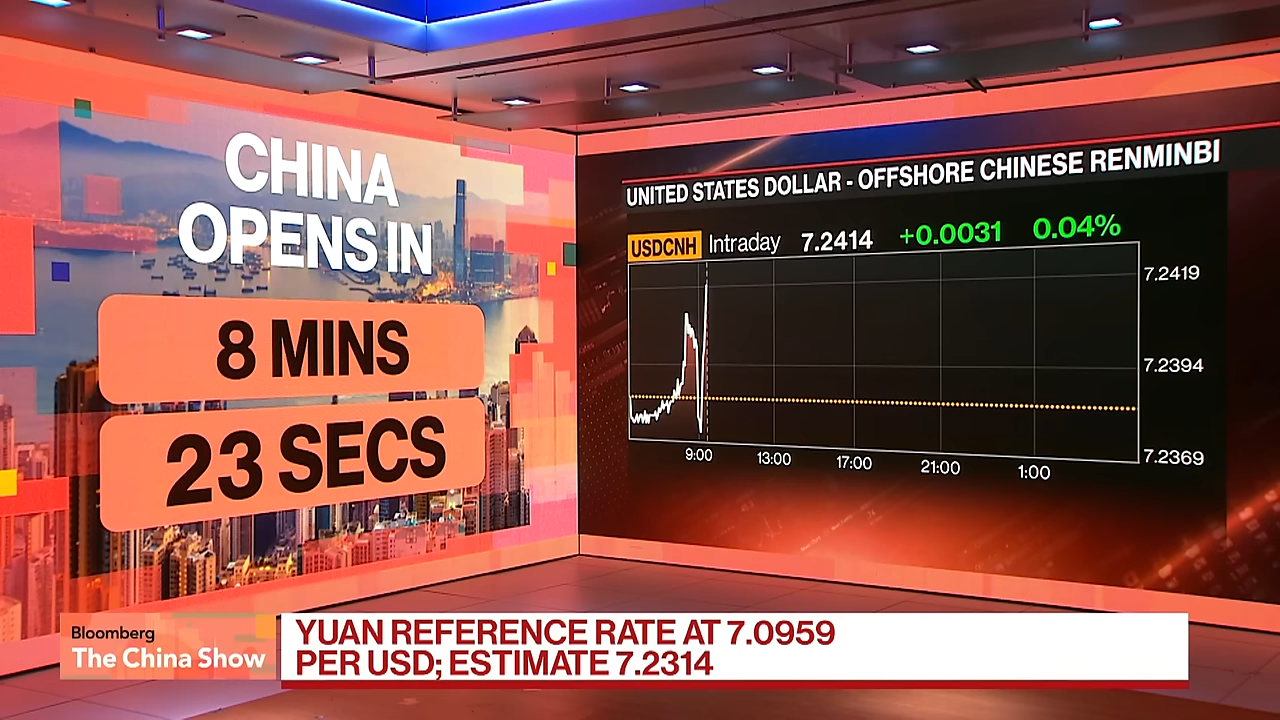 CHINA
OPENS IN
8 MINS
23 SECS
UNITED STATES DOLLAR - OFFSHORE CHINESE RENMINBI
USDCNH Intraday 7.2414 +0.0031 0.04%
7.2419
7.2394
7.2369
9:00 13:00 17:00 21:00 1:00
Bloomberg
The China Show
YUAN REFERENCE RATE AT 7.0959
PER USD; ESTIMATE 7.2314